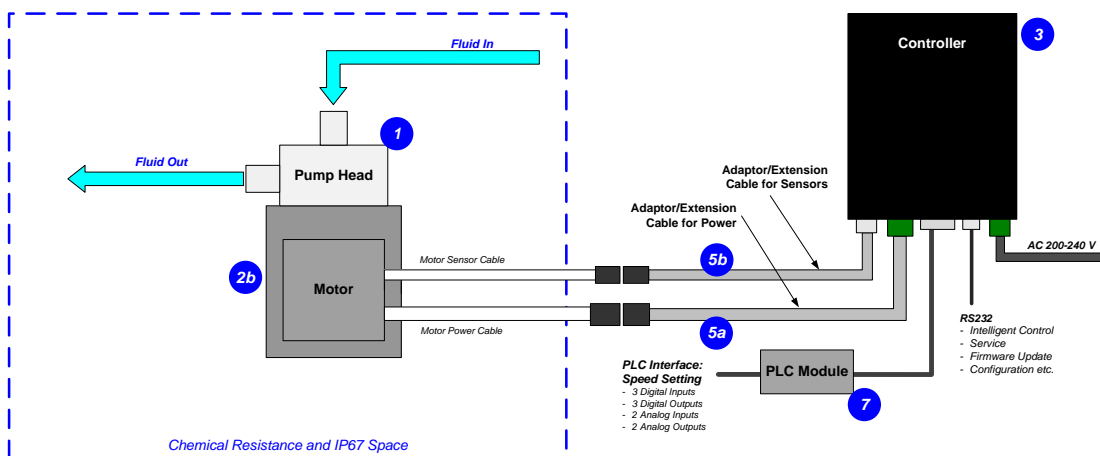 Fluid In
Controller
3
1
Fluid Out
Pump Head
Adaptor/Extension
Cable for Sensors
Adaptor/Extension
Cable for Power
AC 200-240 V
Motor Sensor Cable
5b
2b
Motor
Motor Power Cable
5a
RS232
- Intelligent Control
- Service
- Firmware Update
- Configuration etc.
PLC Interface:
Speed Setting
- 3 Digital Inputs
- 3 Digital Outputs
- 2 Analog Inputs
- 2 Analog Outputs
PLC Module
7
Chemical Resistance and IP67 Space